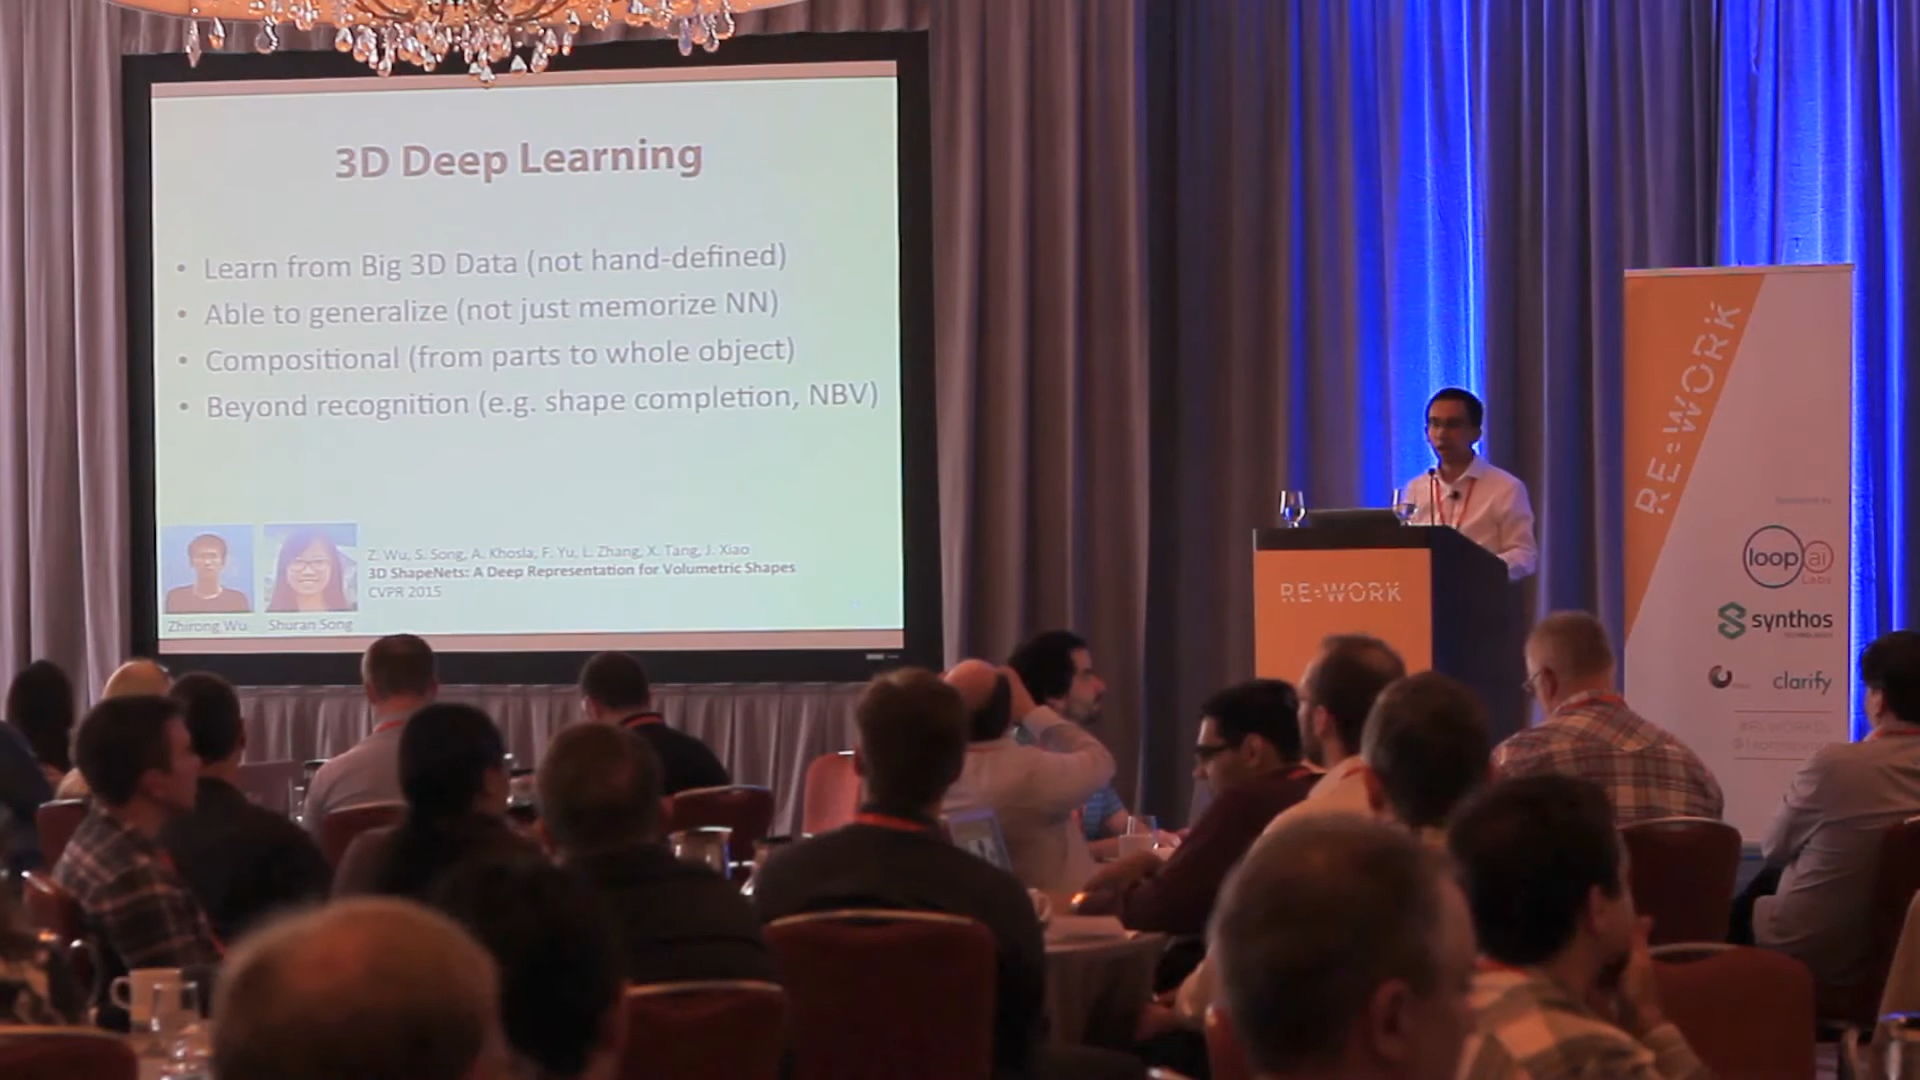 3D Deep Learning
• Learn from Big 3D Data (not hand-defined)
• Able to generalize (not just memorize NN)
• Compositional (from parts to whole object)
• Beyond recognition (e.g. shape completion, NBV)
Z. Wu, S. Song, A. Khosla, F. Yu, L. Zhang, X. Tang, J. Xiao
3D ShapeNets: A Deep Representation for Volumetric Shapes
CVPR 2015
Zhirong Wu
Shuran Song
RE•WORK
RE•WORK
loop ai
Labs
synthos
TECHNOLOGIES
clarify